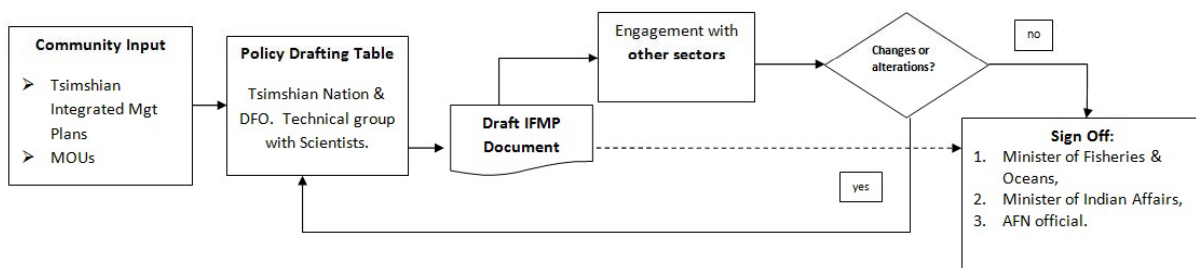 Community Input
➢ Tsimshian
Integrated Mgt
Plans
➢ MOUs
Policy Drafting Table
Tsimshian Nation &
DFO. Technical group
with Scientists.
Draft IFMP
Document
Engagement with
other sectors
Changes or
alterations?
no
yes
Sign Off:
1. Minister of Fisheries &
Oceans,
2. Minister of Indian Affairs,
3. AFN official.